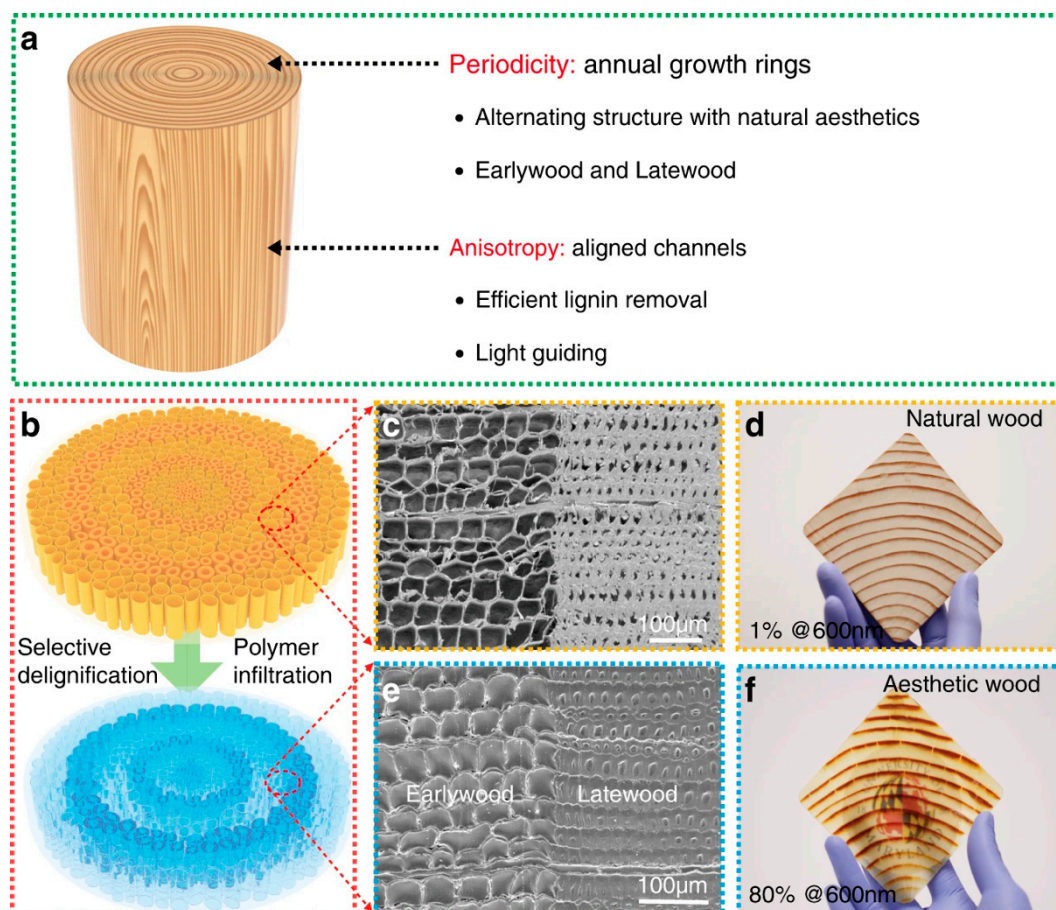 a
Periodicity: annual growth rings
• Alternating structure with natural aesthetics
• Earlywood and Latewood
Anisotropy: aligned channels
• Efficient lignin removal
• Light guiding
b
Selective
delignification
Polymer
infiltration
c
100μm
d
Natural wood
1% @600nm
e
Earlywood
Latewood
100μm
f
Aesthetic wood
80% @600nm